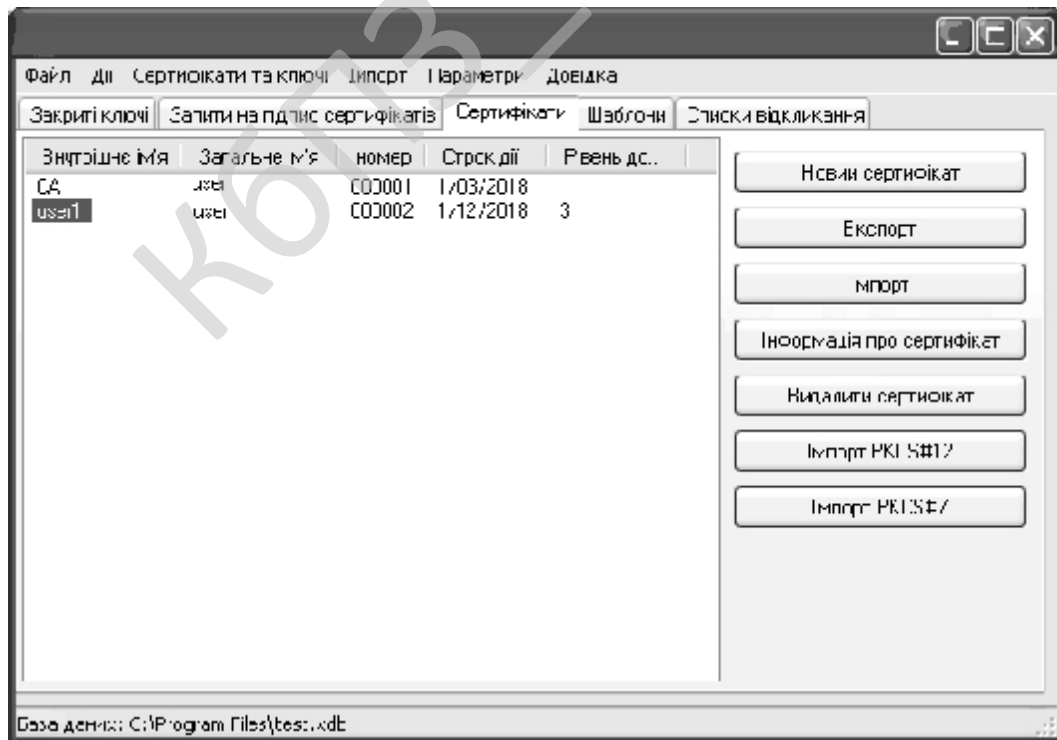 Файл Дії Сертифікати та ключі Імпорт Параметри Довідка
Закриті ключі Запити на підпис сертифікатів Сертифікати Шаблони Списки відкликання
Внутрішнє ім'я Загальне ім'я номер Строк дії Рівень до..
CA user 000001 1/03/2018
user1 user 000002 1/12/2018 3
Новий сертифікат
Експорт
Імпорт
Інформація про сертифікат
Видалити сертифікат
Імпорт PKCS#12
Імпорт PKCS#7
База даних: C:\Program Files\test.xdb
КбПЗ_